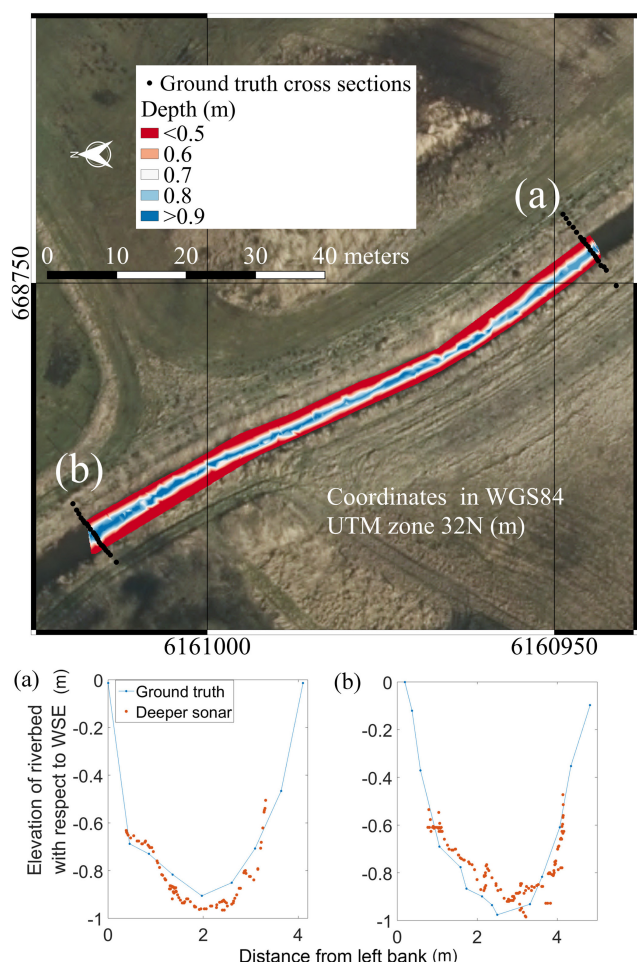 • Ground truth cross sections
Depth (m)
<0.5
0.6
0.7
0.8
>0.9
N
(a)
0 10 20 30 40 meters
668750
(b)
Coordinates in WGS84
UTM zone 32N (m)
6161000 6160950
(a) (b)
Elevation of riverbed
with respect to WSE (m)
0
-0.2
-0.4
-0.6
-0.8
-1
Ground truth
Deeper sonar
0 2 4
0
-0.2
-0.4
-0.6
-0.8
-1
0 2 4
Distance from left bank (m)